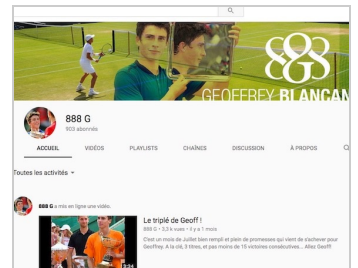 888
GEOFFREY BLANCAN
888 G
903 abonnés
ACCUEIL VIDÉOS PLAYLISTS CHAÎNES DISCUSSION À PROPOS
Toutes les activités
888 G a mis en ligne une vidéo.
Le triplé de Geoff !
888 G • 3,3 k vues • il y a 1 mois
C'est un mois de Juillet bien rempli et plein de promesses qui vient de s'achever pour
Geoffrey. A la clé, 3 titres, et pas moins de 15 victoires consécutives... Allez Geoff!
3:24